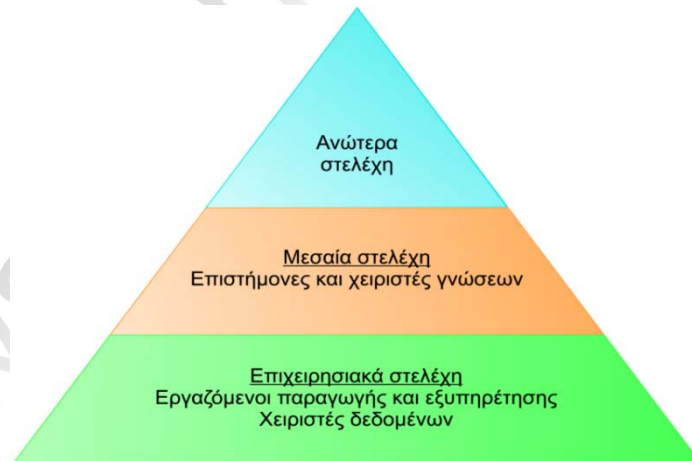 Ανώτερα
στελέχη
Μεσαία στελέχη
Επιστήμονες και χειριστές γνώσεων
Επιχειρησιακά στελέχη
Εργαζόμενοι παραγωγής και εξυπηρέτησης
Χειριστές δεδομένων